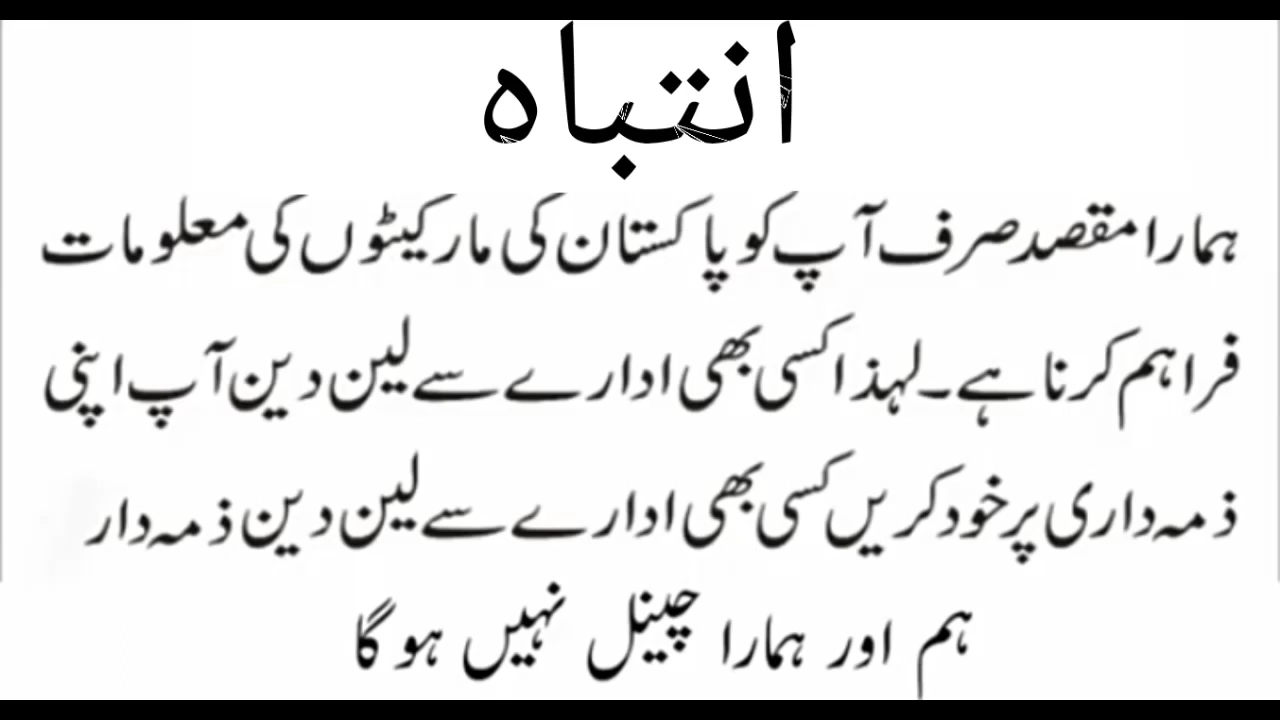 انتباہ
ہمارا مقصد صرف آپ کو پاکستان کی مارکیٹوں کی معلومات
فراہم کرنا ہے۔ لہذا کسی بھی ادارے سے لین دین آپ اپنی
ذمہ داری پر خود کریں کسی بھی ادارے سے لین دین ذمہ دار
ہم اور ہمارا چینل نہیں ہو گا